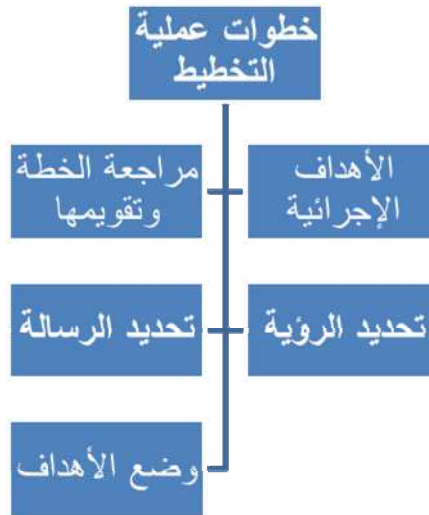 خطوات عملية
التخطيط
الأهداف
الإجرائية
مراجعة الخطة
وتقويمها
تحديد الرؤية
تحديد الرسالة
وضع الأهداف